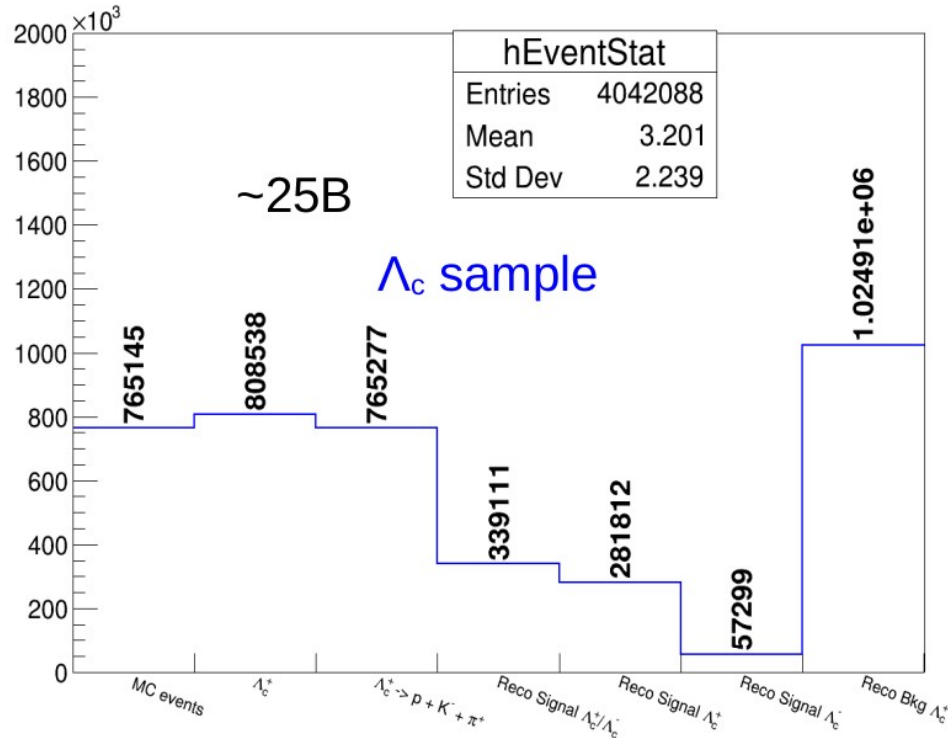 ×10³
2000
1800
1600
1400
1200
1000
800
600
400
200
0
hEventStat
Entries 4042088
Mean 3.201
Std Dev 2.239
~25B
Λc sample
765145
808538
765277
339111
281812
57299
1.02491e+06
MC events
Λc⁺
Λc⁺ -> p + K⁻ + π⁺
Reco Signal Λc⁺/Λc⁻
Reco Signal Λc⁺
Reco Signal Λc⁻
Reco Bkg Λc⁺